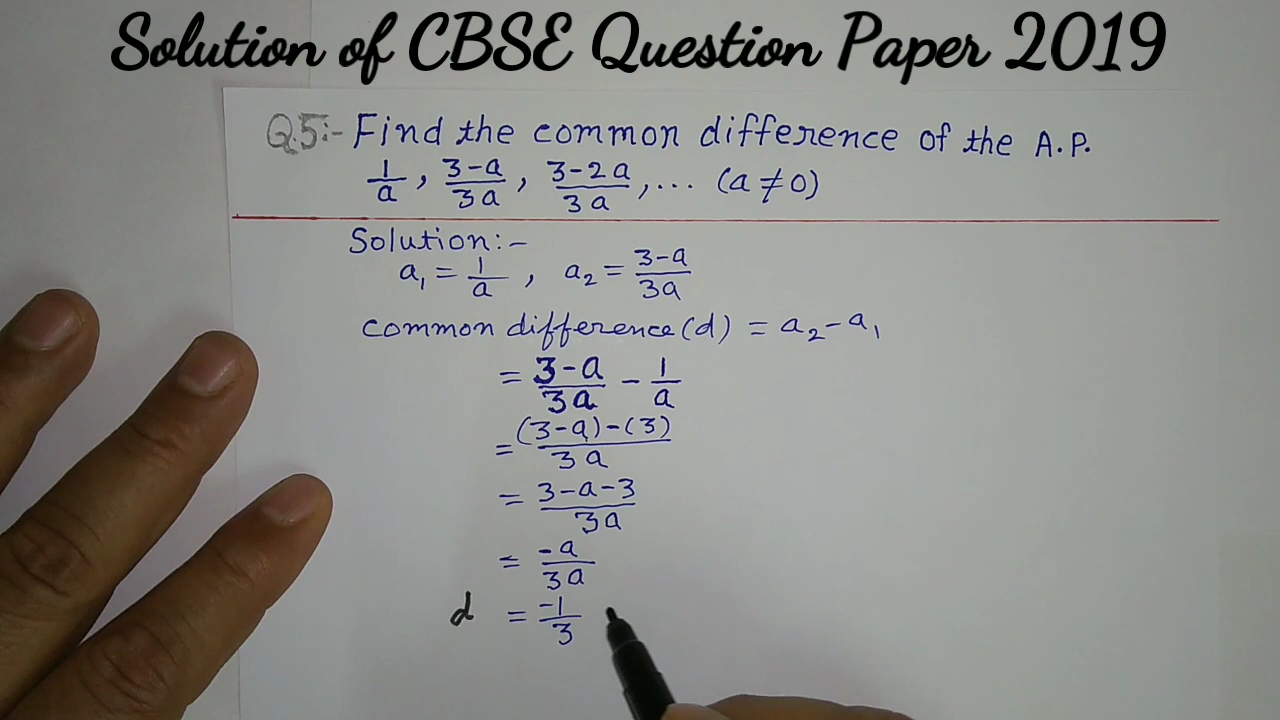 Solution of CBSE Question Paper 2019
Q.5:- Find the common difference of the A.P.
1/a, (3-a)/3a, (3-2a)/3a, ... (a ≠ 0)
Solution:-
a₁ = 1/a , a₂ = (3-a)/3a
common difference(d) = a₂ - a₁
= (3-a)/3a - 1/a
= ((3-a)-(3))/3a
= (3-a-3)/3a
= -a/3a
d = -1/3